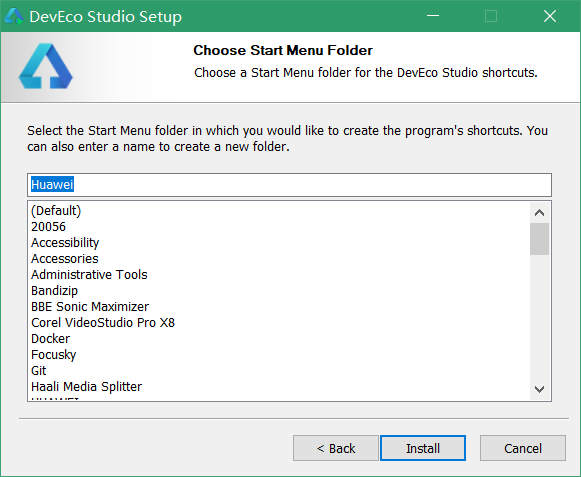 DevEco Studio Setup
Choose Start Menu Folder
Choose a Start Menu folder for the DevEco Studio shortcuts.
Select the Start Menu folder in which you would like to create the program's shortcuts. You
can also enter a name to create a new folder.
Huawei
(Default)
20056
Accessibility
Accessories
Administrative Tools
Bandizip
BBE Sonic Maximizer
Corel VideoStudio Pro X8
Docker
Focusky
Git
Haali Media Splitter
HUAWEI
< Back
Install
Cancel